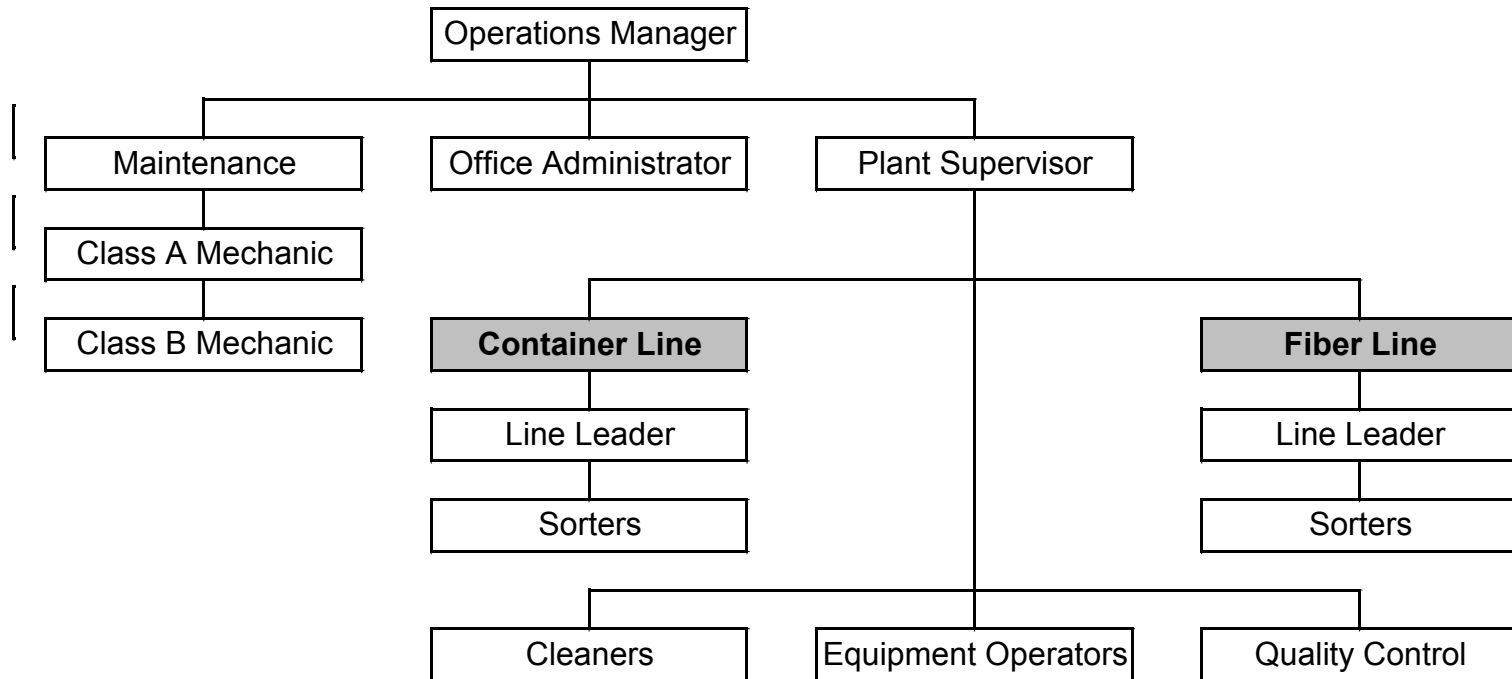 Operations Manager
Maintenance
Office Administrator
Plant Supervisor
Class A Mechanic
Class B Mechanic
Container Line
Fiber Line
Line Leader
Line Leader
Sorters
Sorters
Cleaners
Equipment Operators
Quality Control